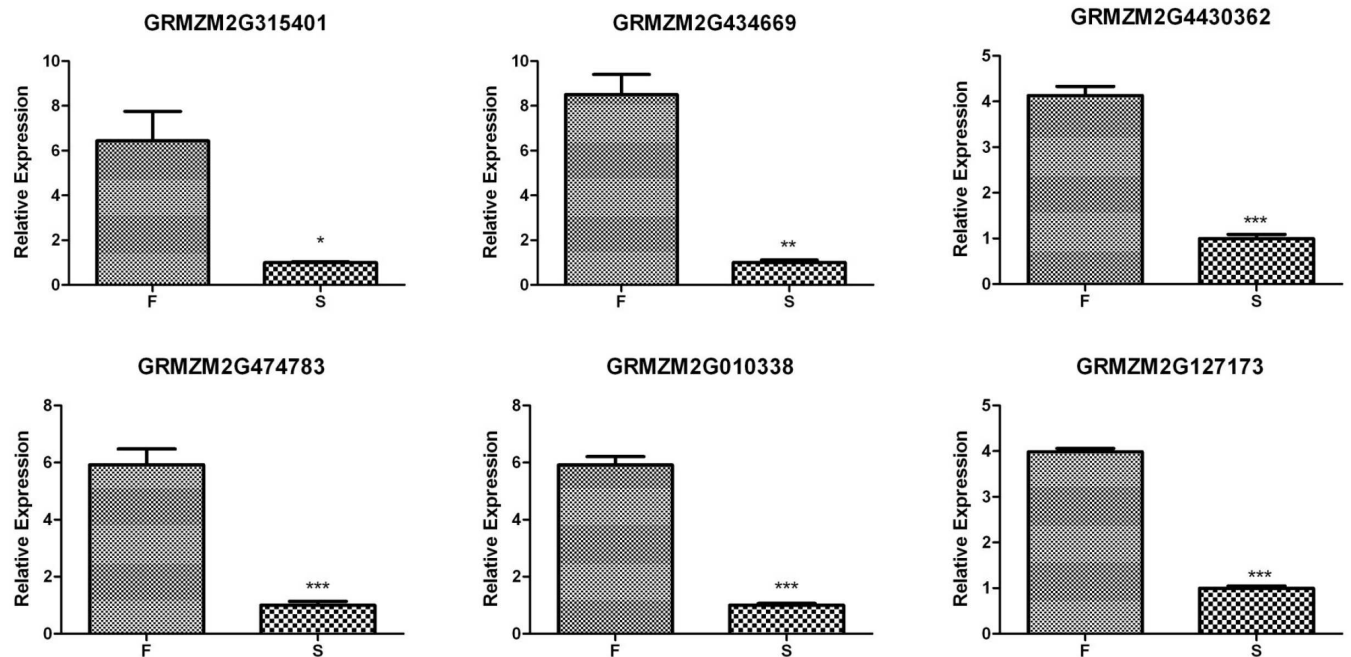 GRMZM2G315401
Relative Expression
10
8
6
4
2
0
*
F
S
GRMZM2G434669
Relative Expression
10
8
6
4
2
0
**
F
S
GRMZM2G4430362
Relative Expression
5
4
3
2
1
0
***
F
S
GRMZM2G474783
Relative Expression
8
6
4
2
0
***
F
S
GRMZM2G010338
Relative Expression
8
6
4
2
0
***
F
S
GRMZM2G127173
Relative Expression
5
4
3
2
1
0
***
F
S